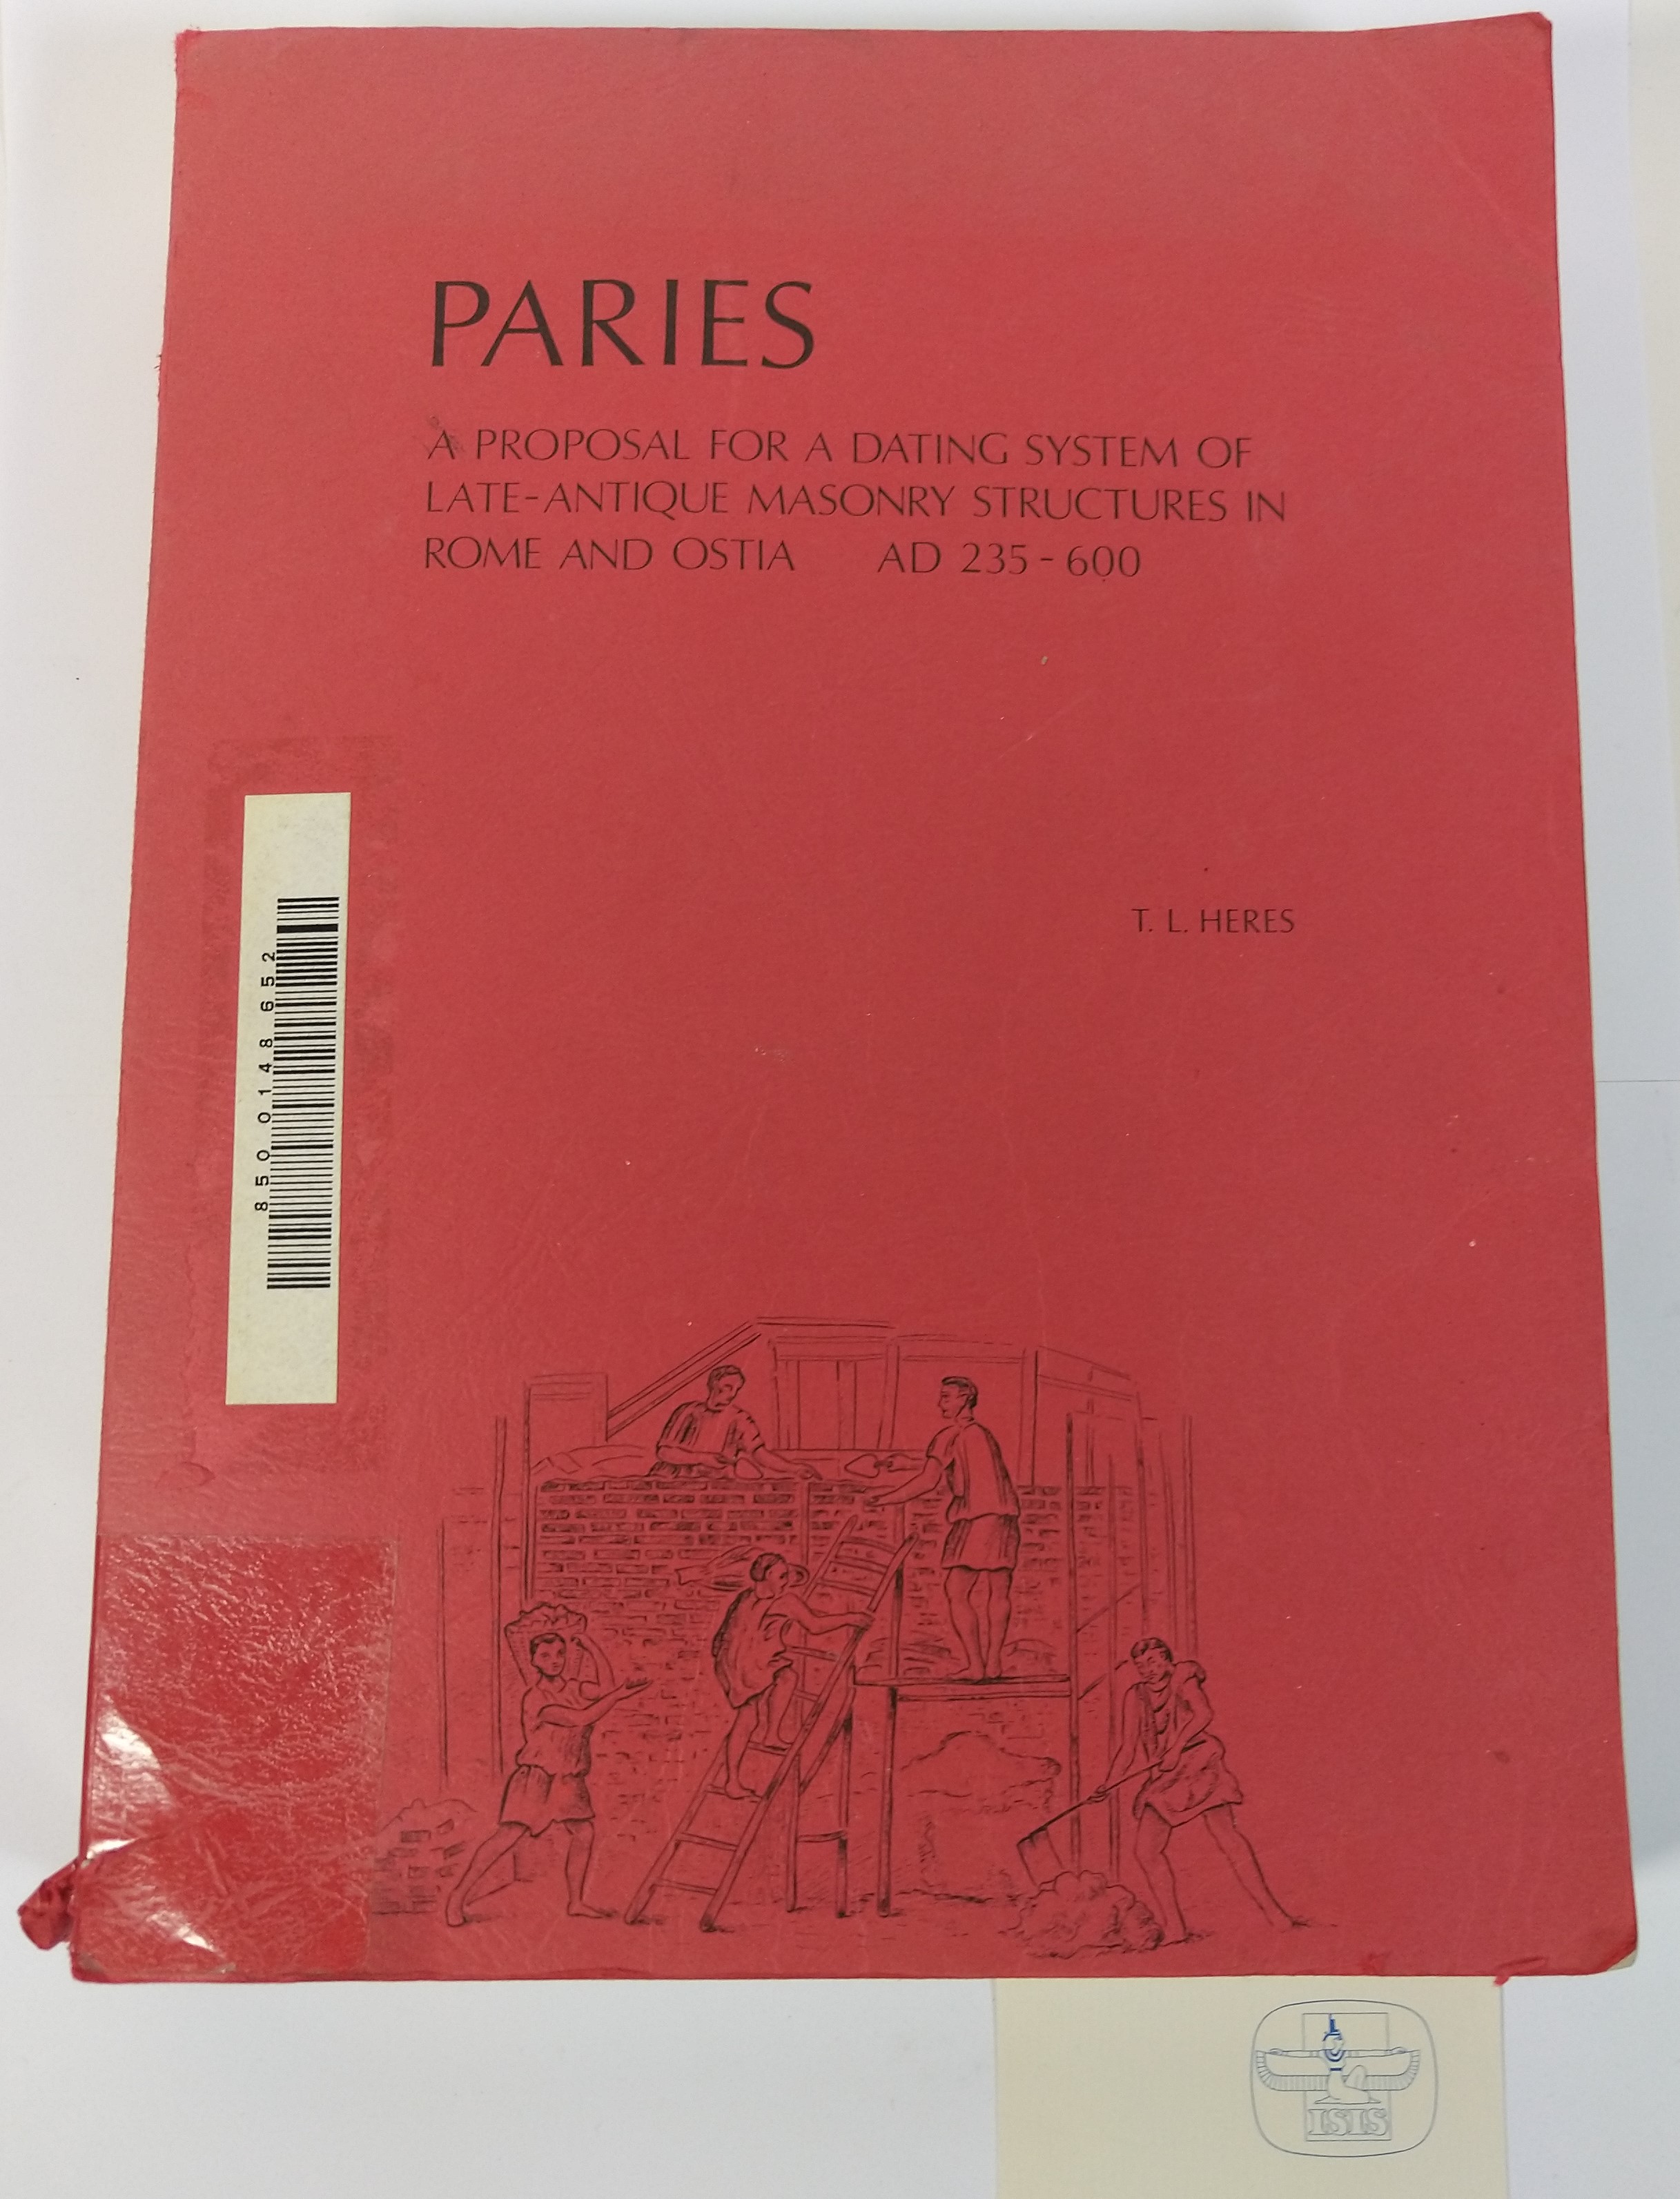 PARIES
A PROPOSAL FOR A DATING SYSTEM OF
LATE-ANTIQUE MASONRY STRUCTURES IN
ROME AND OSTIA AD 235-600
T. L. HERES
850 0148 652
ISIS